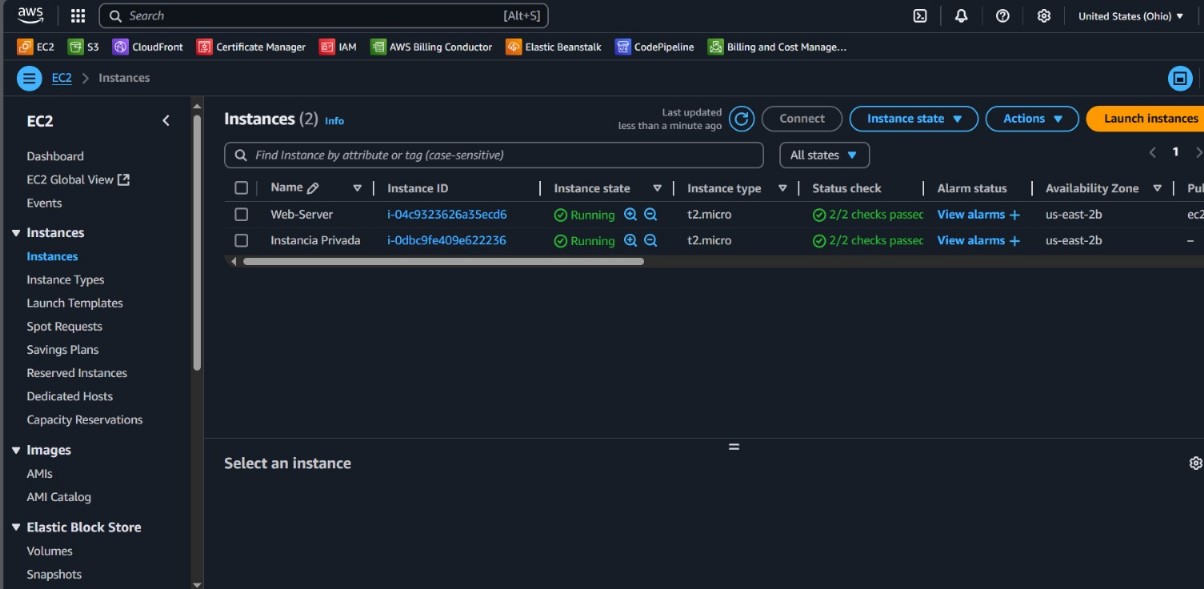 aws Search [Alt+S] United States (Ohio)
EC2 S3 CloudFront Certificate Manager IAM AWS Billing Conductor Elastic Beanstalk CodePipeline Billing and Cost Manage...
EC2 > Instances
EC2
Dashboard
EC2 Global View
Events
Instances
Instances
Instance Types
Launch Templates
Spot Requests
Savings Plans
Reserved Instances
Dedicated Hosts
Capacity Reservations
Images
AMIs
AMI Catalog
Elastic Block Store
Volumes
Snapshots
Instances (2) Info
Last updated
less than a minute ago
Connect Instance state Actions Launch instances
Find Instance by attribute or tag (case-sensitive) All states < 1 >
Name Instance ID Instance state Instance type Status check Alarm status Availability Zone Pul
Web-Server i-04c9323626a35ecd6 Running t2.micro 2/2 checks passec View alarms + us-east-2b ec2
Instancia Privada i-0dbc9fe409e622236 Running t2.micro 2/2 checks passec View alarms + us-east-2b –
Select an instance